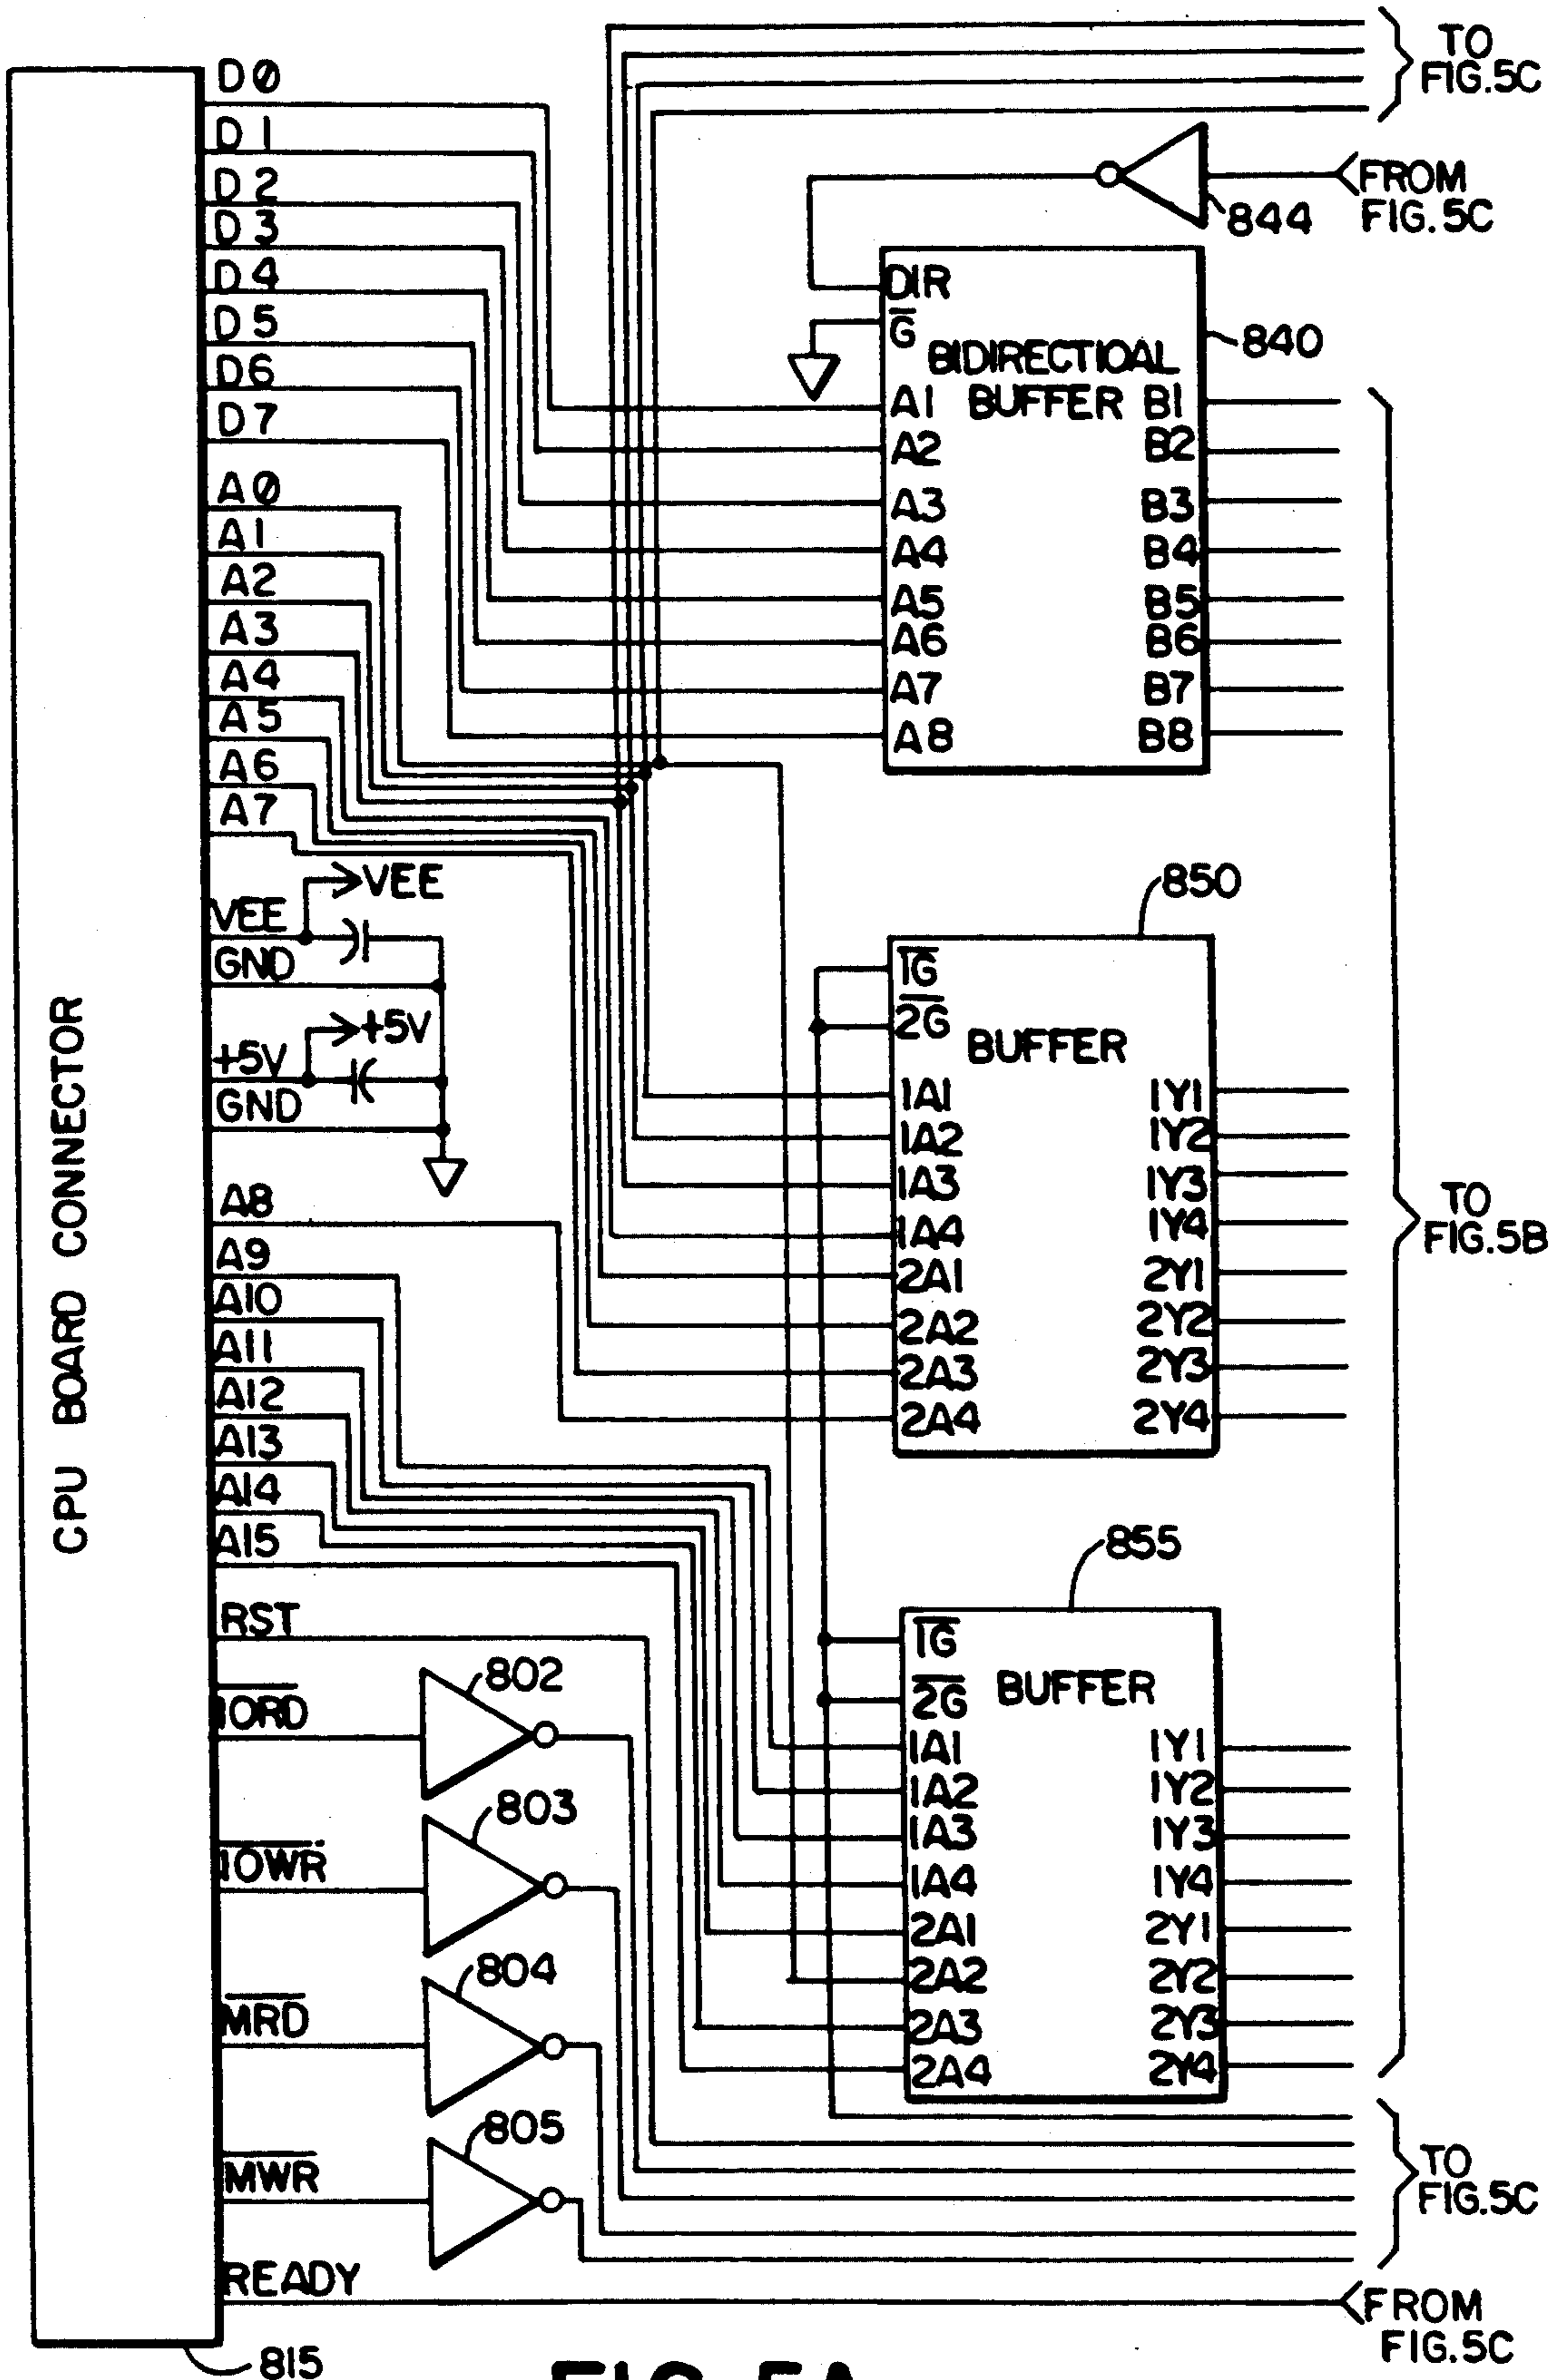 TO
FIG.5C
FROM
FIG.5C
844
CPU BOARD CONNECTOR
D0
D1
D2
D3
D4
D5
D6
D7
A0
A1
A2
A3
A4
A5
A6
A7
VEE
VEE
GND
+5V
+5V
GND
A8
A9
A10
A11
A12
A13
A14
A15
RST
IORD
IOWR
MRD
MWR
READY
815
802
803
804
805
DIR
G
BIDIRECTIOAL
BUFFER
840
A1 B1
A2 B2
A3 B3
A4 B4
A5 B5
A6 B6
A7 B7
A8 B8
850
1G
2G
BUFFER
1A1 1Y1
1A2 1Y2
1A3 1Y3
1A4 1Y4
2A1 2Y1
2A2 2Y2
2A3 2Y3
2A4 2Y4
TO
FIG.5B
855
1G
2G
BUFFER
1A1 1Y1
1A2 1Y2
1A3 1Y3
1A4 1Y4
2A1 2Y1
2A2 2Y2
2A3 2Y3
2A4 2Y4
TO
FIG.5C
FROM
FIG.5C
FIG. 5A